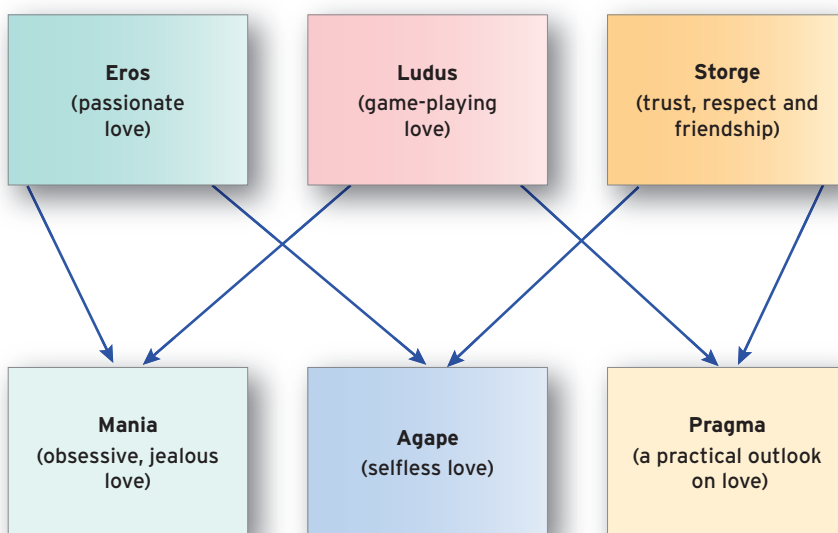 Eros
(passionate
love)
Ludus
(game-playing
love)
Storge
(trust, respect and
friendship)
Mania
(obsessive, jealous
love)
Agape
(selfless love)
Pragma
(a practical outlook
on love)